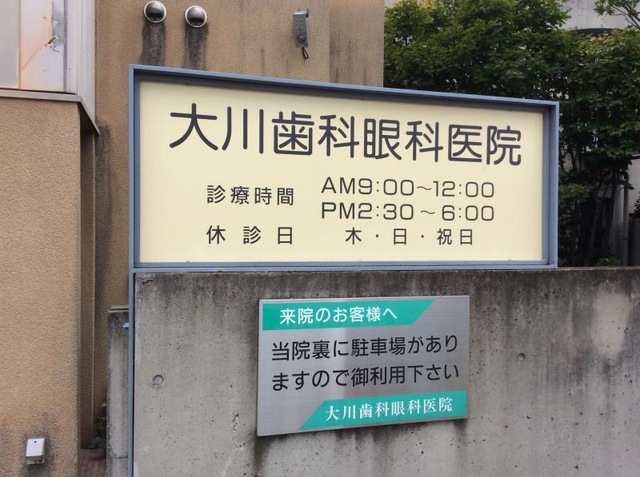 大川歯科眼科医院
診療時間 AM9:00～12:00
PM2:30～6:00
休診日 木・日・祝日
来院のお客様へ
当院裏に駐車場があり
ますので御利用下さい
大川歯科眼科医院